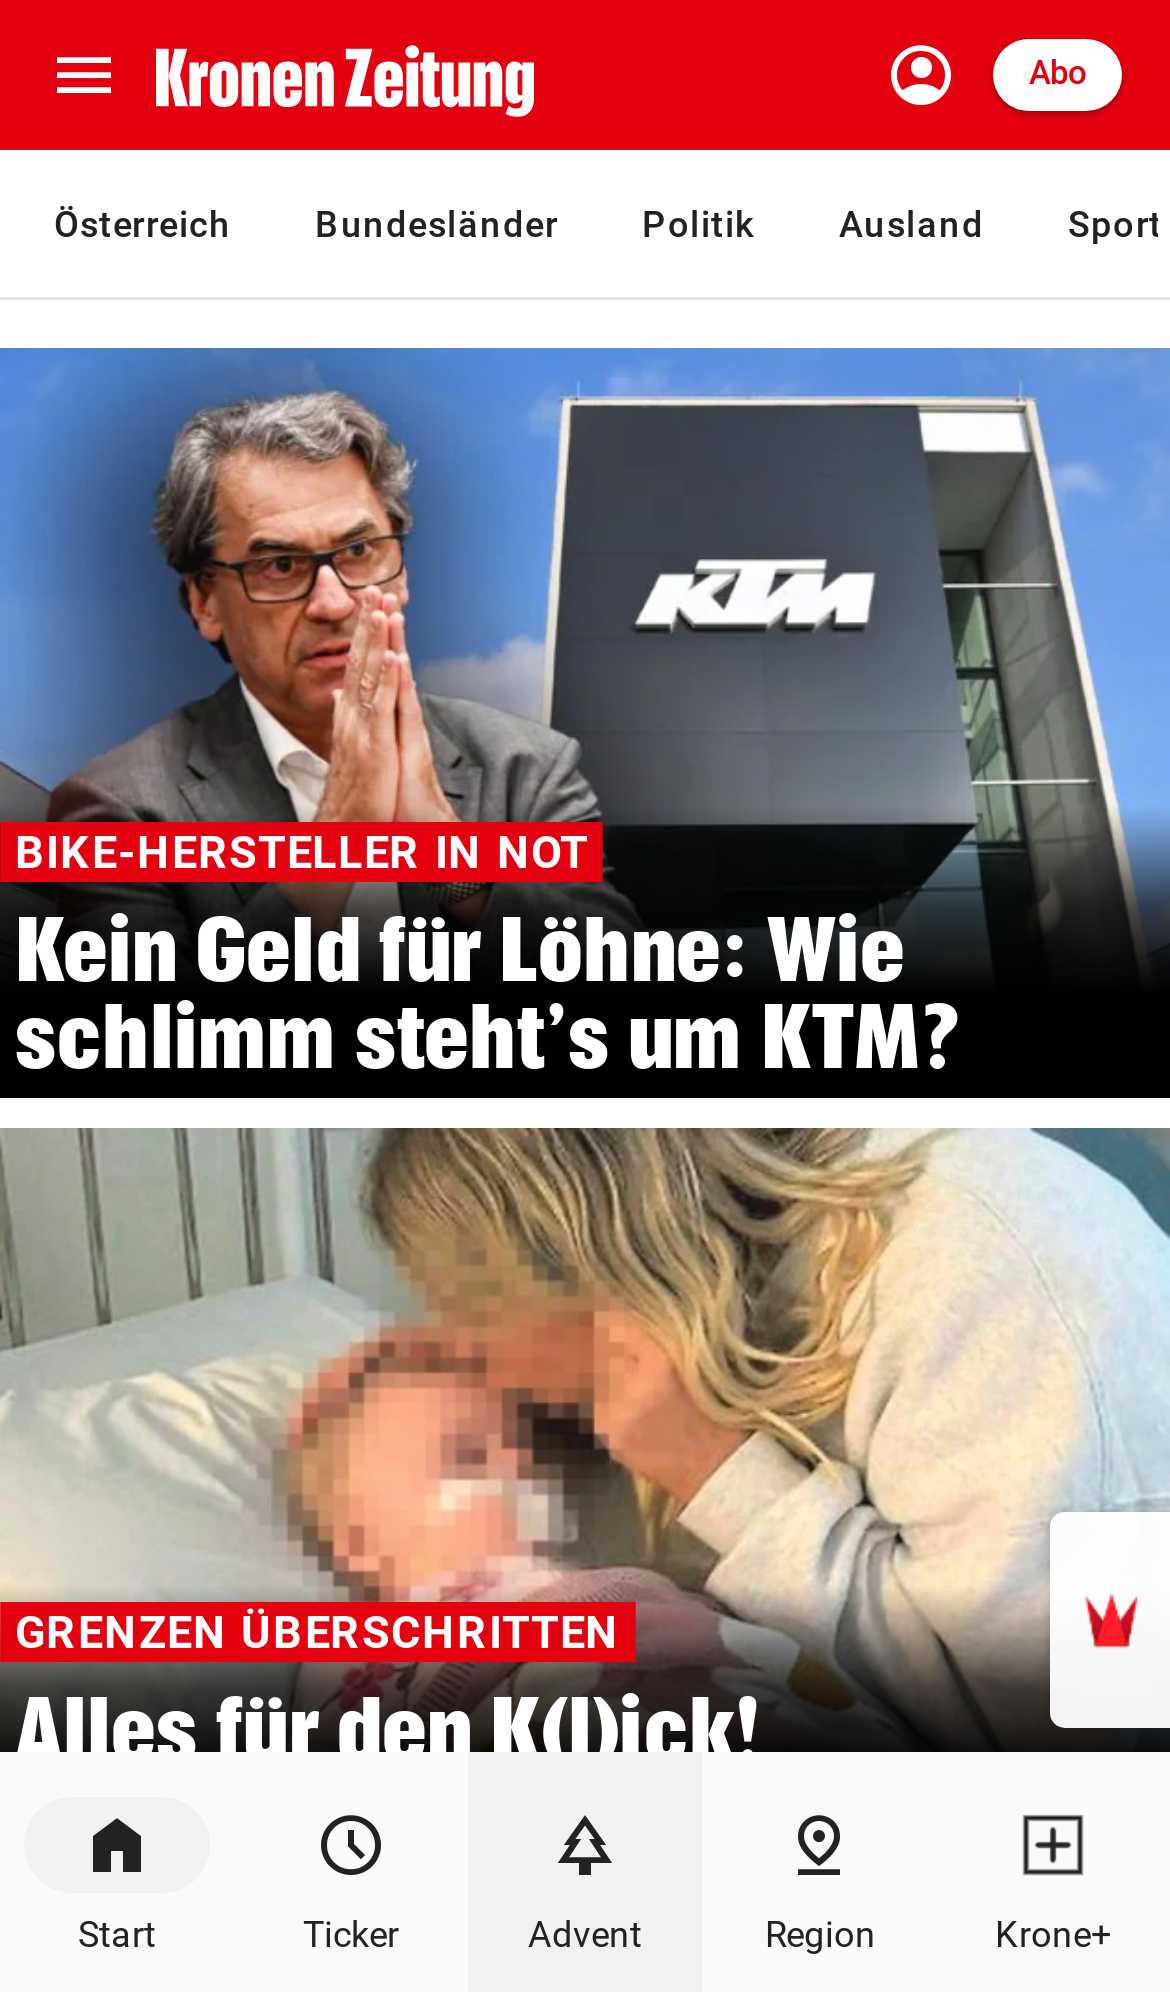 Kronen Zeitung
Abo
Österreich Bundesländer Politik Ausland Sport
KTM
BIKE-HERSTELLER IN NOT
Kein Geld für Löhne: Wie
schlimm steht’s um KTM?
GRENZEN ÜBERSCHRITTEN
Alles für den K(l)ick!
Start Ticker Advent Region Krone+